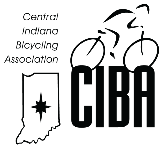 Central
Indiana
Bicycling
Association
CIBA